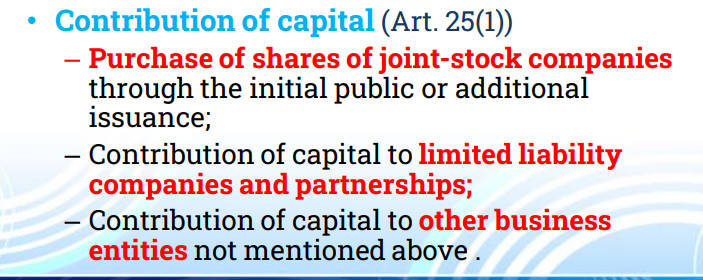 • Contribution of capital (Art. 25(1))
– Purchase of shares of joint-stock companies
through the initial public or additional
issuance;
– Contribution of capital to limited liability
companies and partnerships;
– Contribution of capital to other business
entities not mentioned above .